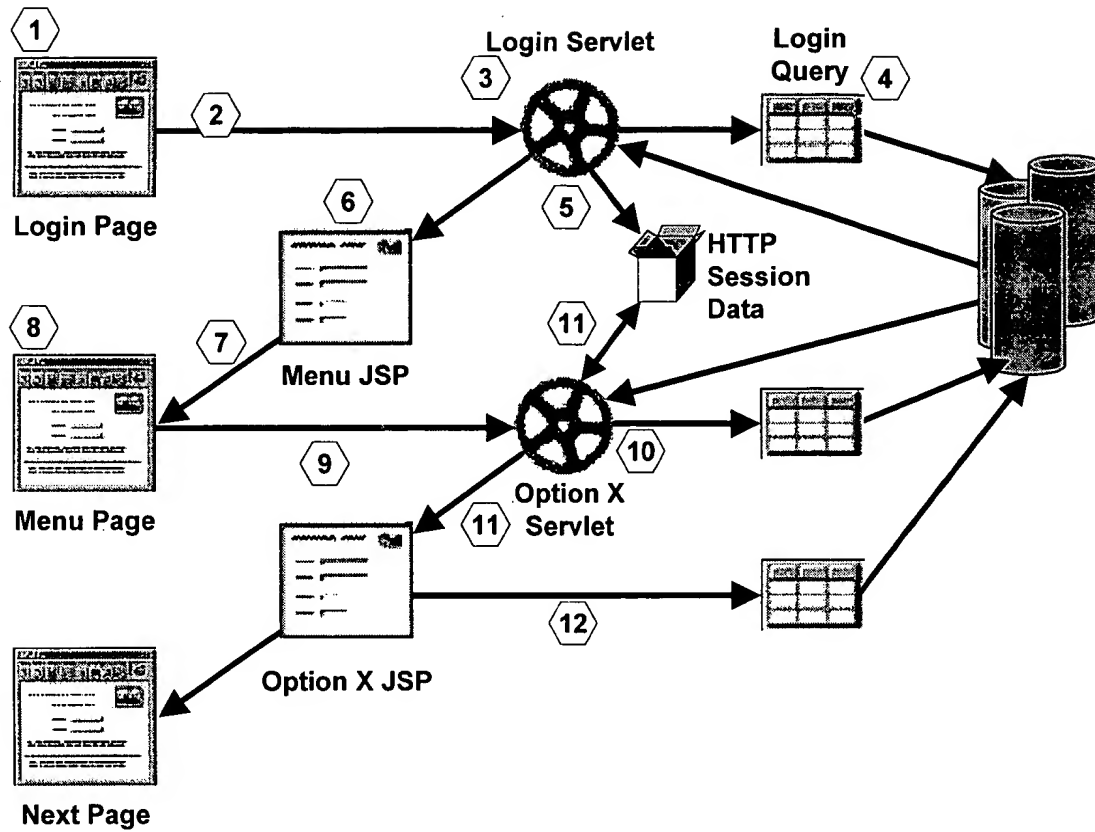 1
Login Servlet
Login
Query
3
4
2
Login Page
6
5
HTTP
Session
Data
8
7
11
Menu JSP
9
10
Menu Page
Option X
Servlet
11
12
Option X JSP
Next Page